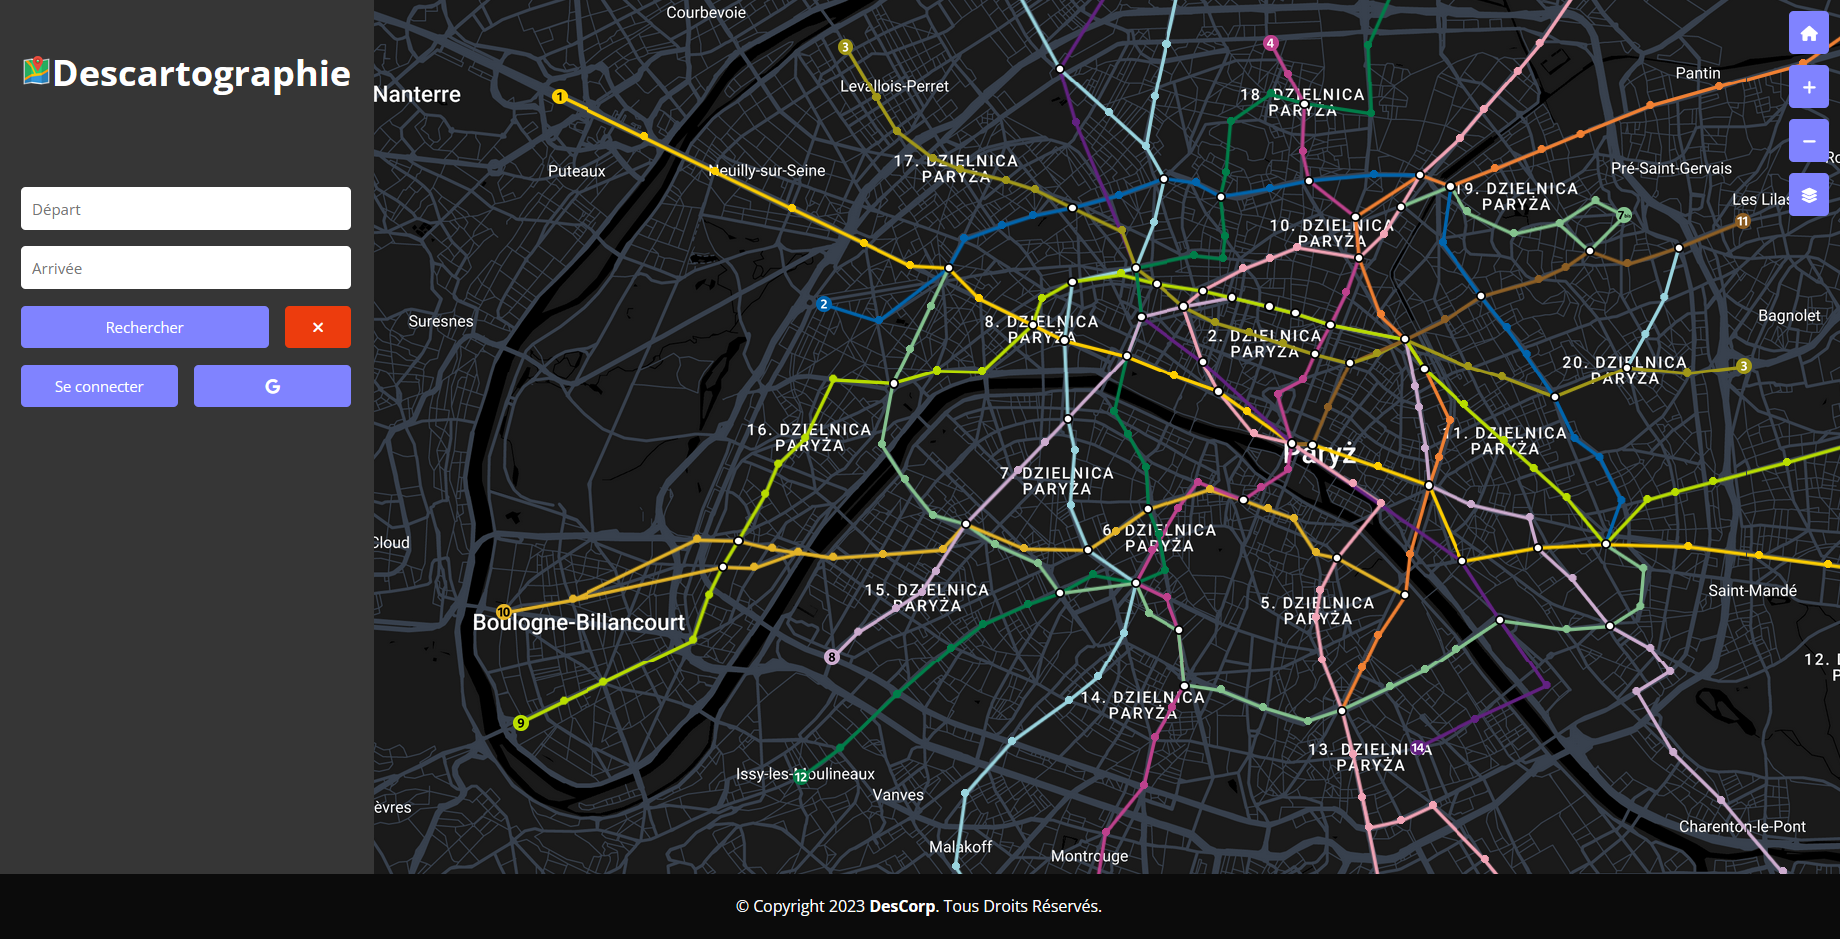 Descartographie
Départ
Arrivée
Rechercher
Se connecter
G
Courbevoie
3
4
Pantin
Levallois-Perret
Nanterre
1
18. DZIELNICA
PARYŻA
17. DZIELNICA
PARYŻA
Puteaux
Neuilly-sur-Seine
Pré-Saint-Gervais
19. DZIELNICA
PARYŻA
Les Lilas
7
11
10. DZIELNICA
PARYŻA
2
Suresnes
8. DZIELNICA
PARYŻA
2. DZIELNICA
PARYŻA
Bagnolet
20. DZIELNICA
PARYŻA
3
16. DZIELNICA
PARYŻA
11. DZIELNICA
PARYŻA
Paryż
7. DZIELNICA
PARYŻA
Cloud
6. DZIELNICA
PARYŻA
15. DZIELNICA
PARYŻA
Saint-Mandé
5. DZIELNICA
PARYŻA
10
Boulogne-Billancourt
8
12.
14. DZIELNICA
PARYŻA
9
13. DZIELNICA
PARYŻA
14
Issy-les-Moulineaux
12
Vanves
èvres
Charenton-le-Pont
Malakoff
Montrouge
© Copyright 2023 DesCorp. Tous Droits Réservés.